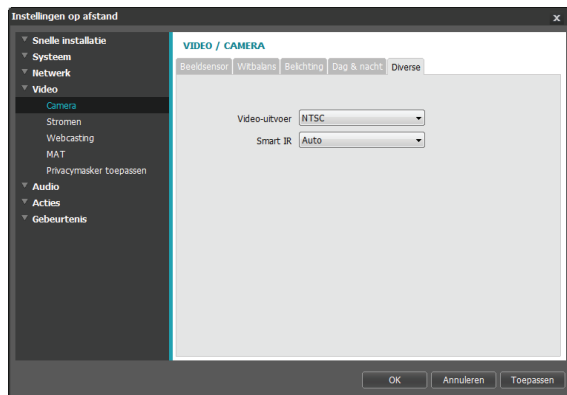 Instellingen op afstand
x
Snelle installatie
Systeem
Netwerk
Video
Camera
Stromen
Webcasting
MAT
Privacymasker toepassen
Audio
Acties
Gebeurtenis
VIDEO / CAMERA
Beeldsensor Witbalans Belichting Dag & nacht Diverse
Video-uitvoer NTSC
Smart IR Auto
OK Annuleren Toepassen